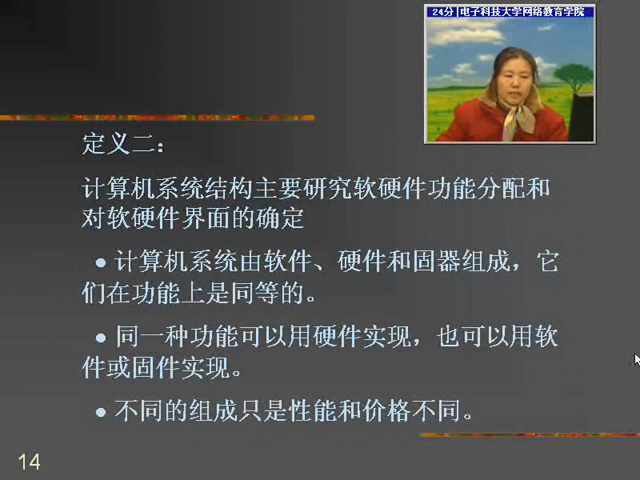 24分|电子科技大学网络教育学院
定义二：
计算机系统结构主要研究软硬件功能分配和
对软硬件界面的确定
● 计算机系统由软件、硬件和固器组成，它
们在功能上是同等的。
● 同一种功能可以用硬件实现，也可以用软
件或固件实现。
● 不同的组成只是性能和价格不同。
14